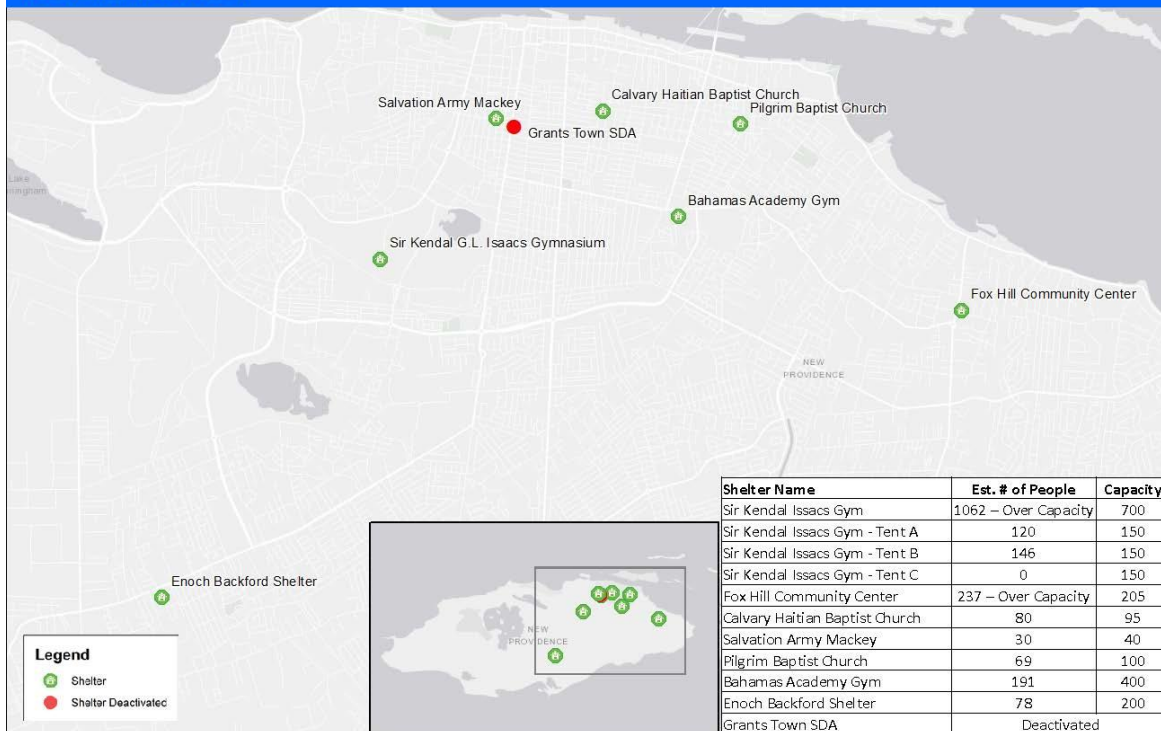 Salvation Army Mackey
Calvary Haitian Baptist Church
Pilgrim Baptist Church
Grants Town SDA
Lake
Bahamas Academy Gym
Sir Kendal G.L. Isaacs Gymnasium
Fox Hill Community Center
NEW
PROVIDENCE
Enoch Backford Shelter
Legend
Shelter
Shelter Deactivated
NEW
PROVIDENCE
Shelter Name Est. # of People Capacity
Sir Kendal Issacs Gym 1062 – Over Capacity 700
Sir Kendal Issacs Gym - Tent A 120 150
Sir Kendal Issacs Gym - Tent B 146 150
Sir Kendal Issacs Gym - Tent C 0 150
Fox Hill Community Center 237 – Over Capacity 205
Calvary Haitian Baptist Church 80 95
Salvation Army Mackey 30 40
Pilgrim Baptist Church 69 100
Bahamas Academy Gym 191 400
Enoch Backford Shelter 78 200
Grants Town SDA Deactivated